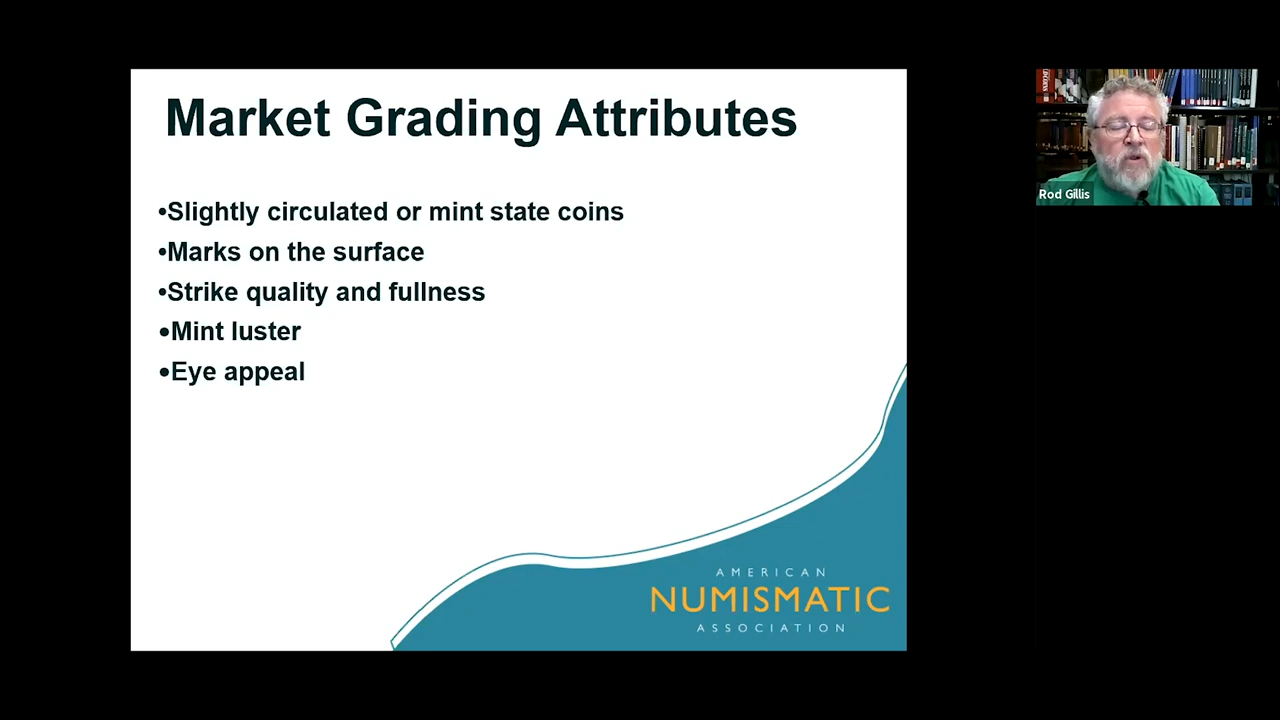 Market Grading Attributes
•Slightly circulated or mint state coins
•Marks on the surface
•Strike quality and fullness
•Mint luster
•Eye appeal
AMERICAN
NUMISMATIC
ASSOCIATION
Rod Gillis